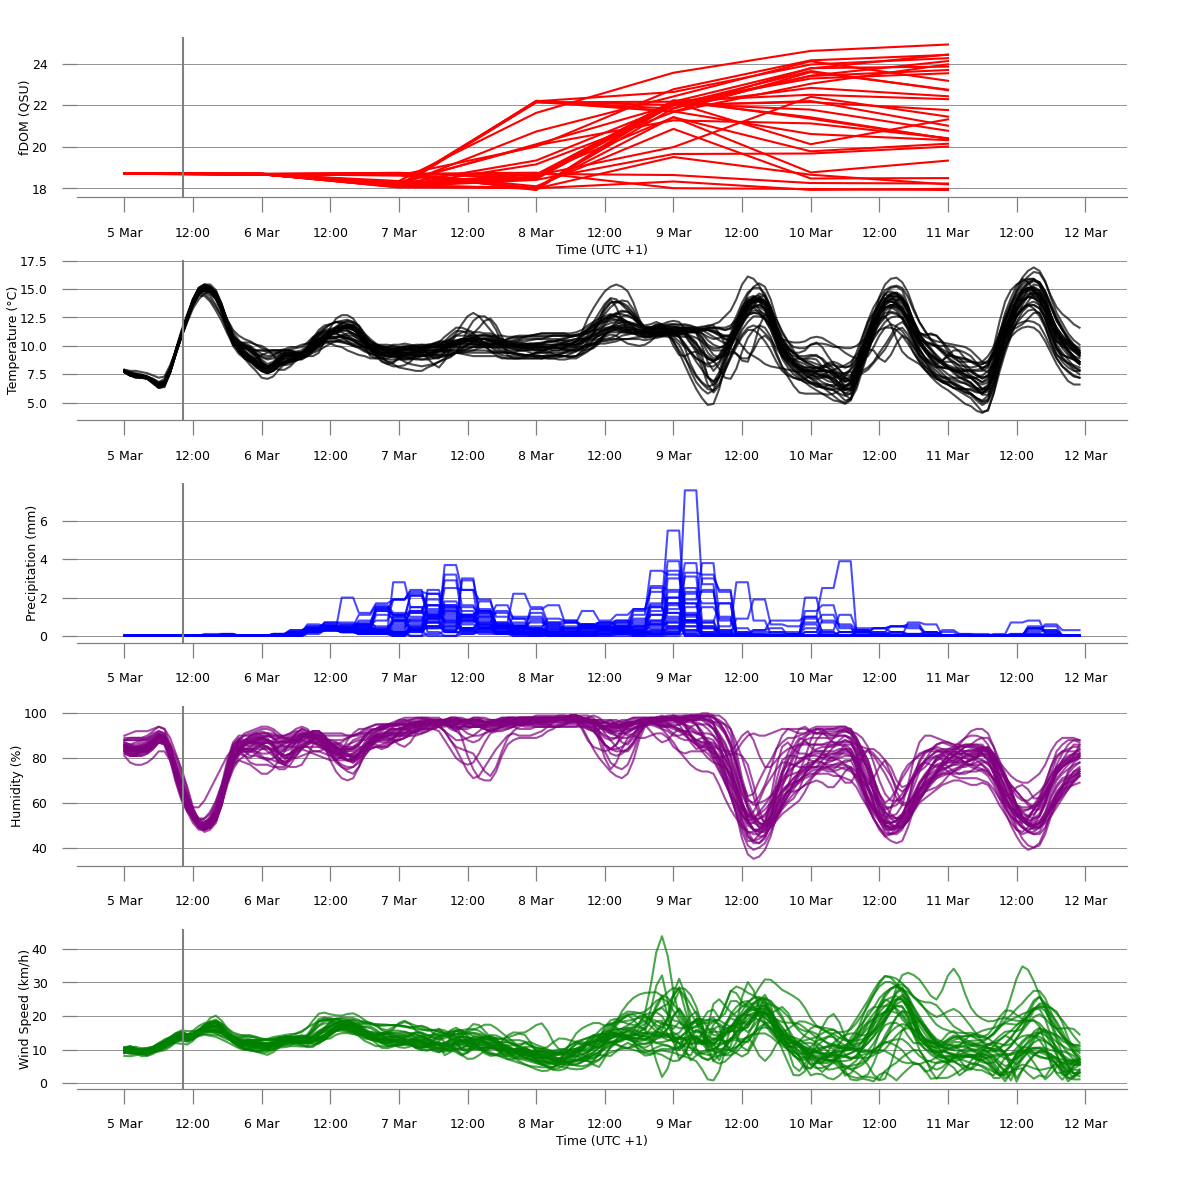 fDOM (QSU)
24
22
20
18
5 Mar 12:00 6 Mar 12:00 7 Mar 12:00 8 Mar 12:00 9 Mar 12:00 10 Mar 12:00 11 Mar 12:00 12 Mar
Time (UTC +1)
Temperature (°C)
17.5
15.0
12.5
10.0
7.5
5.0
5 Mar 12:00 6 Mar 12:00 7 Mar 12:00 8 Mar 12:00 9 Mar 12:00 10 Mar 12:00 11 Mar 12:00 12 Mar
Precipitation (mm)
6
4
2
0
5 Mar 12:00 6 Mar 12:00 7 Mar 12:00 8 Mar 12:00 9 Mar 12:00 10 Mar 12:00 11 Mar 12:00 12 Mar
Humidity (%)
100
80
60
40
5 Mar 12:00 6 Mar 12:00 7 Mar 12:00 8 Mar 12:00 9 Mar 12:00 10 Mar 12:00 11 Mar 12:00 12 Mar
Wind Speed (km/h)
40
30
20
10
0
5 Mar 12:00 6 Mar 12:00 7 Mar 12:00 8 Mar 12:00 9 Mar 12:00 10 Mar 12:00 11 Mar 12:00 12 Mar
Time (UTC +1)